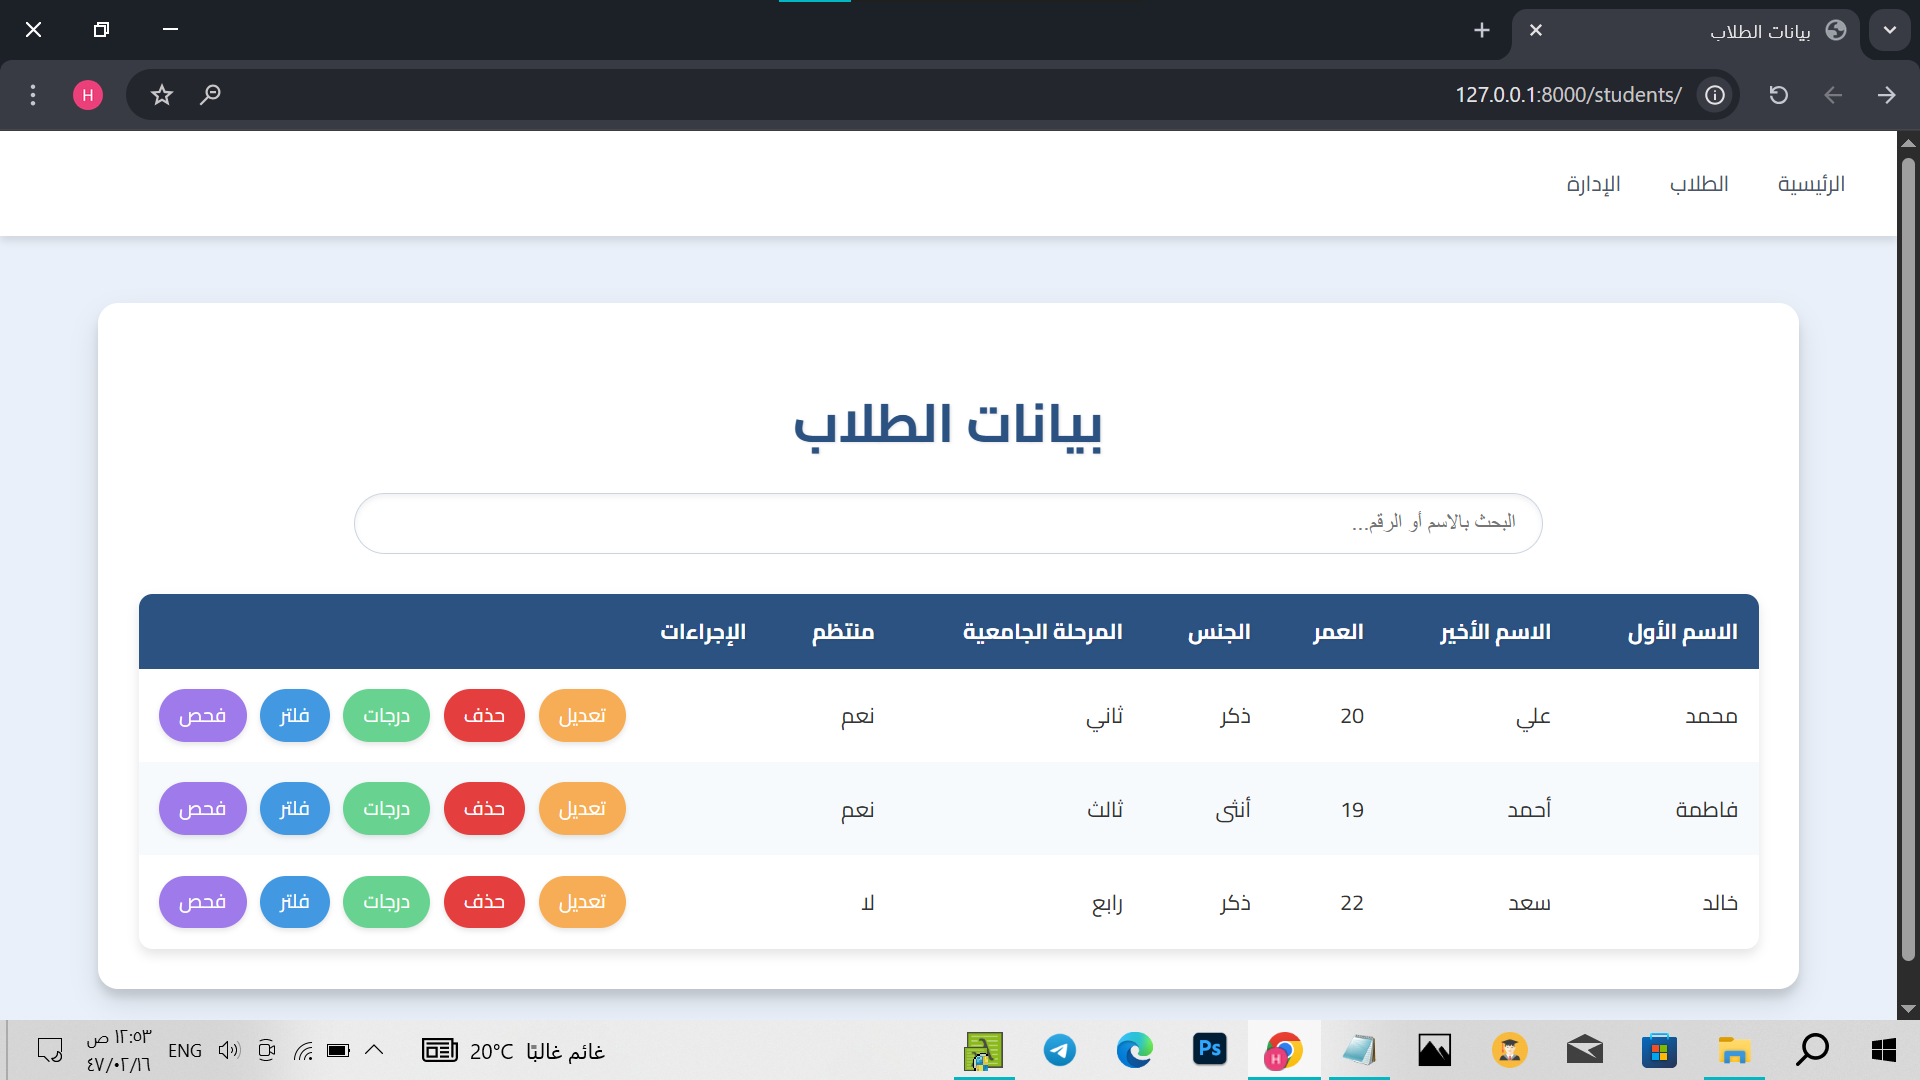 بيانات الطلاب
127.0.0.1:8000/students/
H
الرئيسية الطلاب الإدارة
بيانات الطلاب
البحث بالاسم أو الرقم...
الاسم الأول الاسم الأخير العمر الجنس المرحلة الجامعية منتظم الإجراءات
محمد علي 20 ذكر ثاني نعم تعديل حذف درجات فلتر فحص
فاطمة أحمد 19 أنثى ثالث نعم تعديل حذف درجات فلتر فحص
خالد سعد 22 ذكر رابع لا تعديل حذف درجات فلتر فحص
Ps
H
غائم غالبًا 20°C
ENG
١٢:٥٣ ص
٤٧/٠٢/١٦